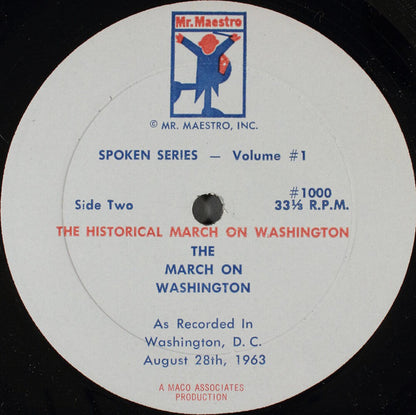 Mr. Maestro
© MR. MAESTRO, INC.
SPOKEN SERIES — Volume #1
#1000
Side Two 33⅓ R.P.M.
THE HISTORICAL MARCH ON WASHINGTON
THE
MARCH ON
WASHINGTON
As Recorded In
Washington, D. C.
August 28th, 1963
A MACO ASSOCIATES
PRODUCTION